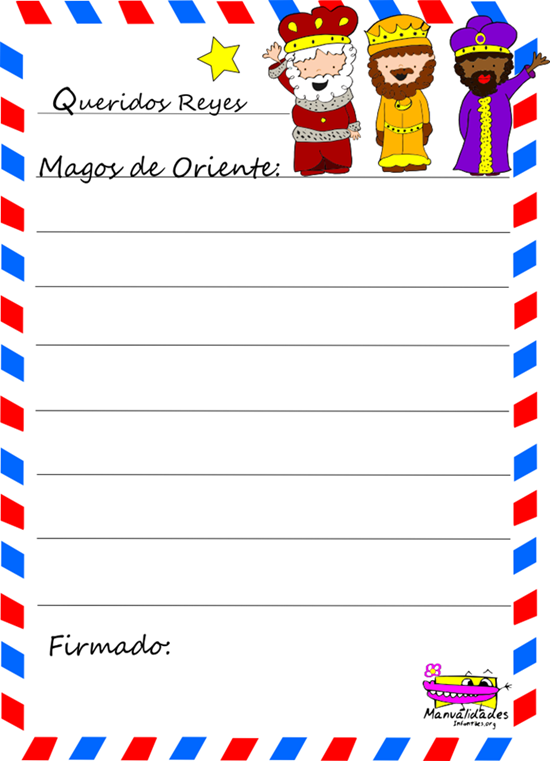 Queridos Reyes
Magos de Oriente:
Firmado:
Manualidades
Infantiles.org